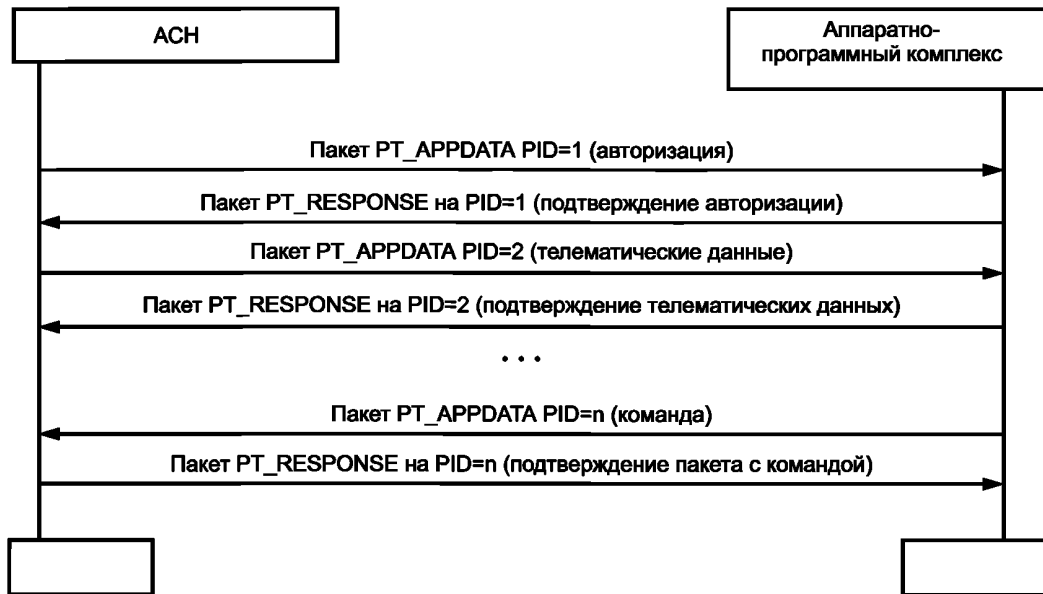 АСН
Аппаратно-
программный комплекс
Пакет PT_APPDATA PID=1 (авторизация)
Пакет PT_RESPONSE на PID=1 (подтверждение авторизации)
Пакет PT_APPDATA PID=2 (телематические данные)
Пакет PT_RESPONSE на PID=2 (подтверждение телематических данных)
. . .
Пакет PT_APPDATA PID=n (команда)
Пакет PT_RESPONSE на PID=n (подтверждение пакета с командой)